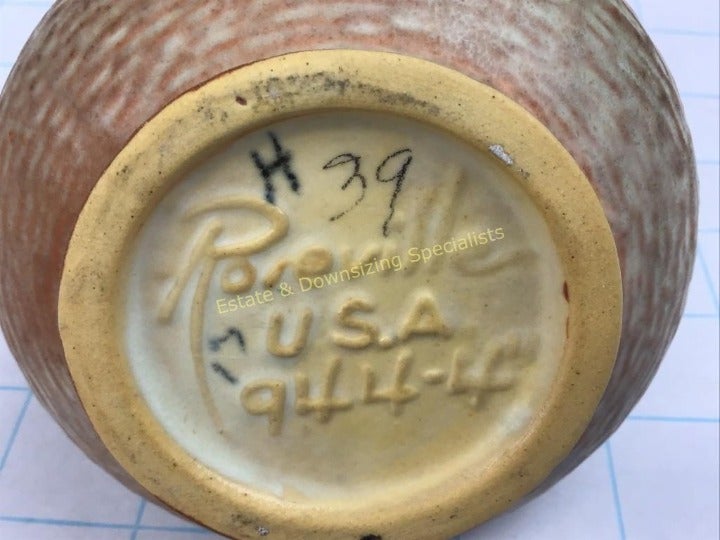 H 39
Roseville
Estate & Downsizing Specialists
U.S.A
944-4